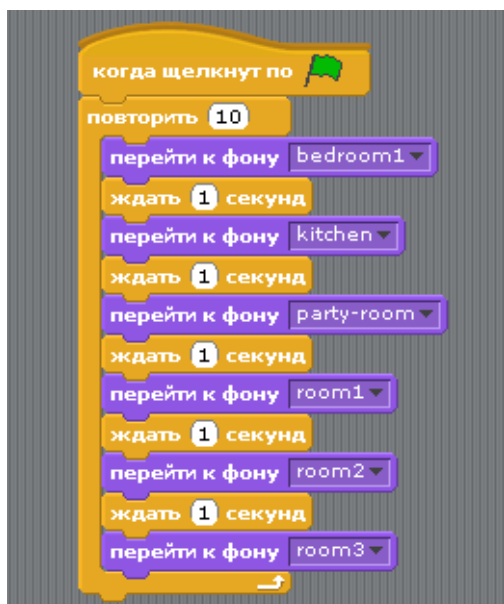 когда щелкнут по
повторить 10
перейти к фону bedroom1
ждать 1 секунд
перейти к фону kitchen
ждать 1 секунд
перейти к фону party-room
ждать 1 секунд
перейти к фону room1
ждать 1 секунд
перейти к фону room2
ждать 1 секунд
перейти к фону room3